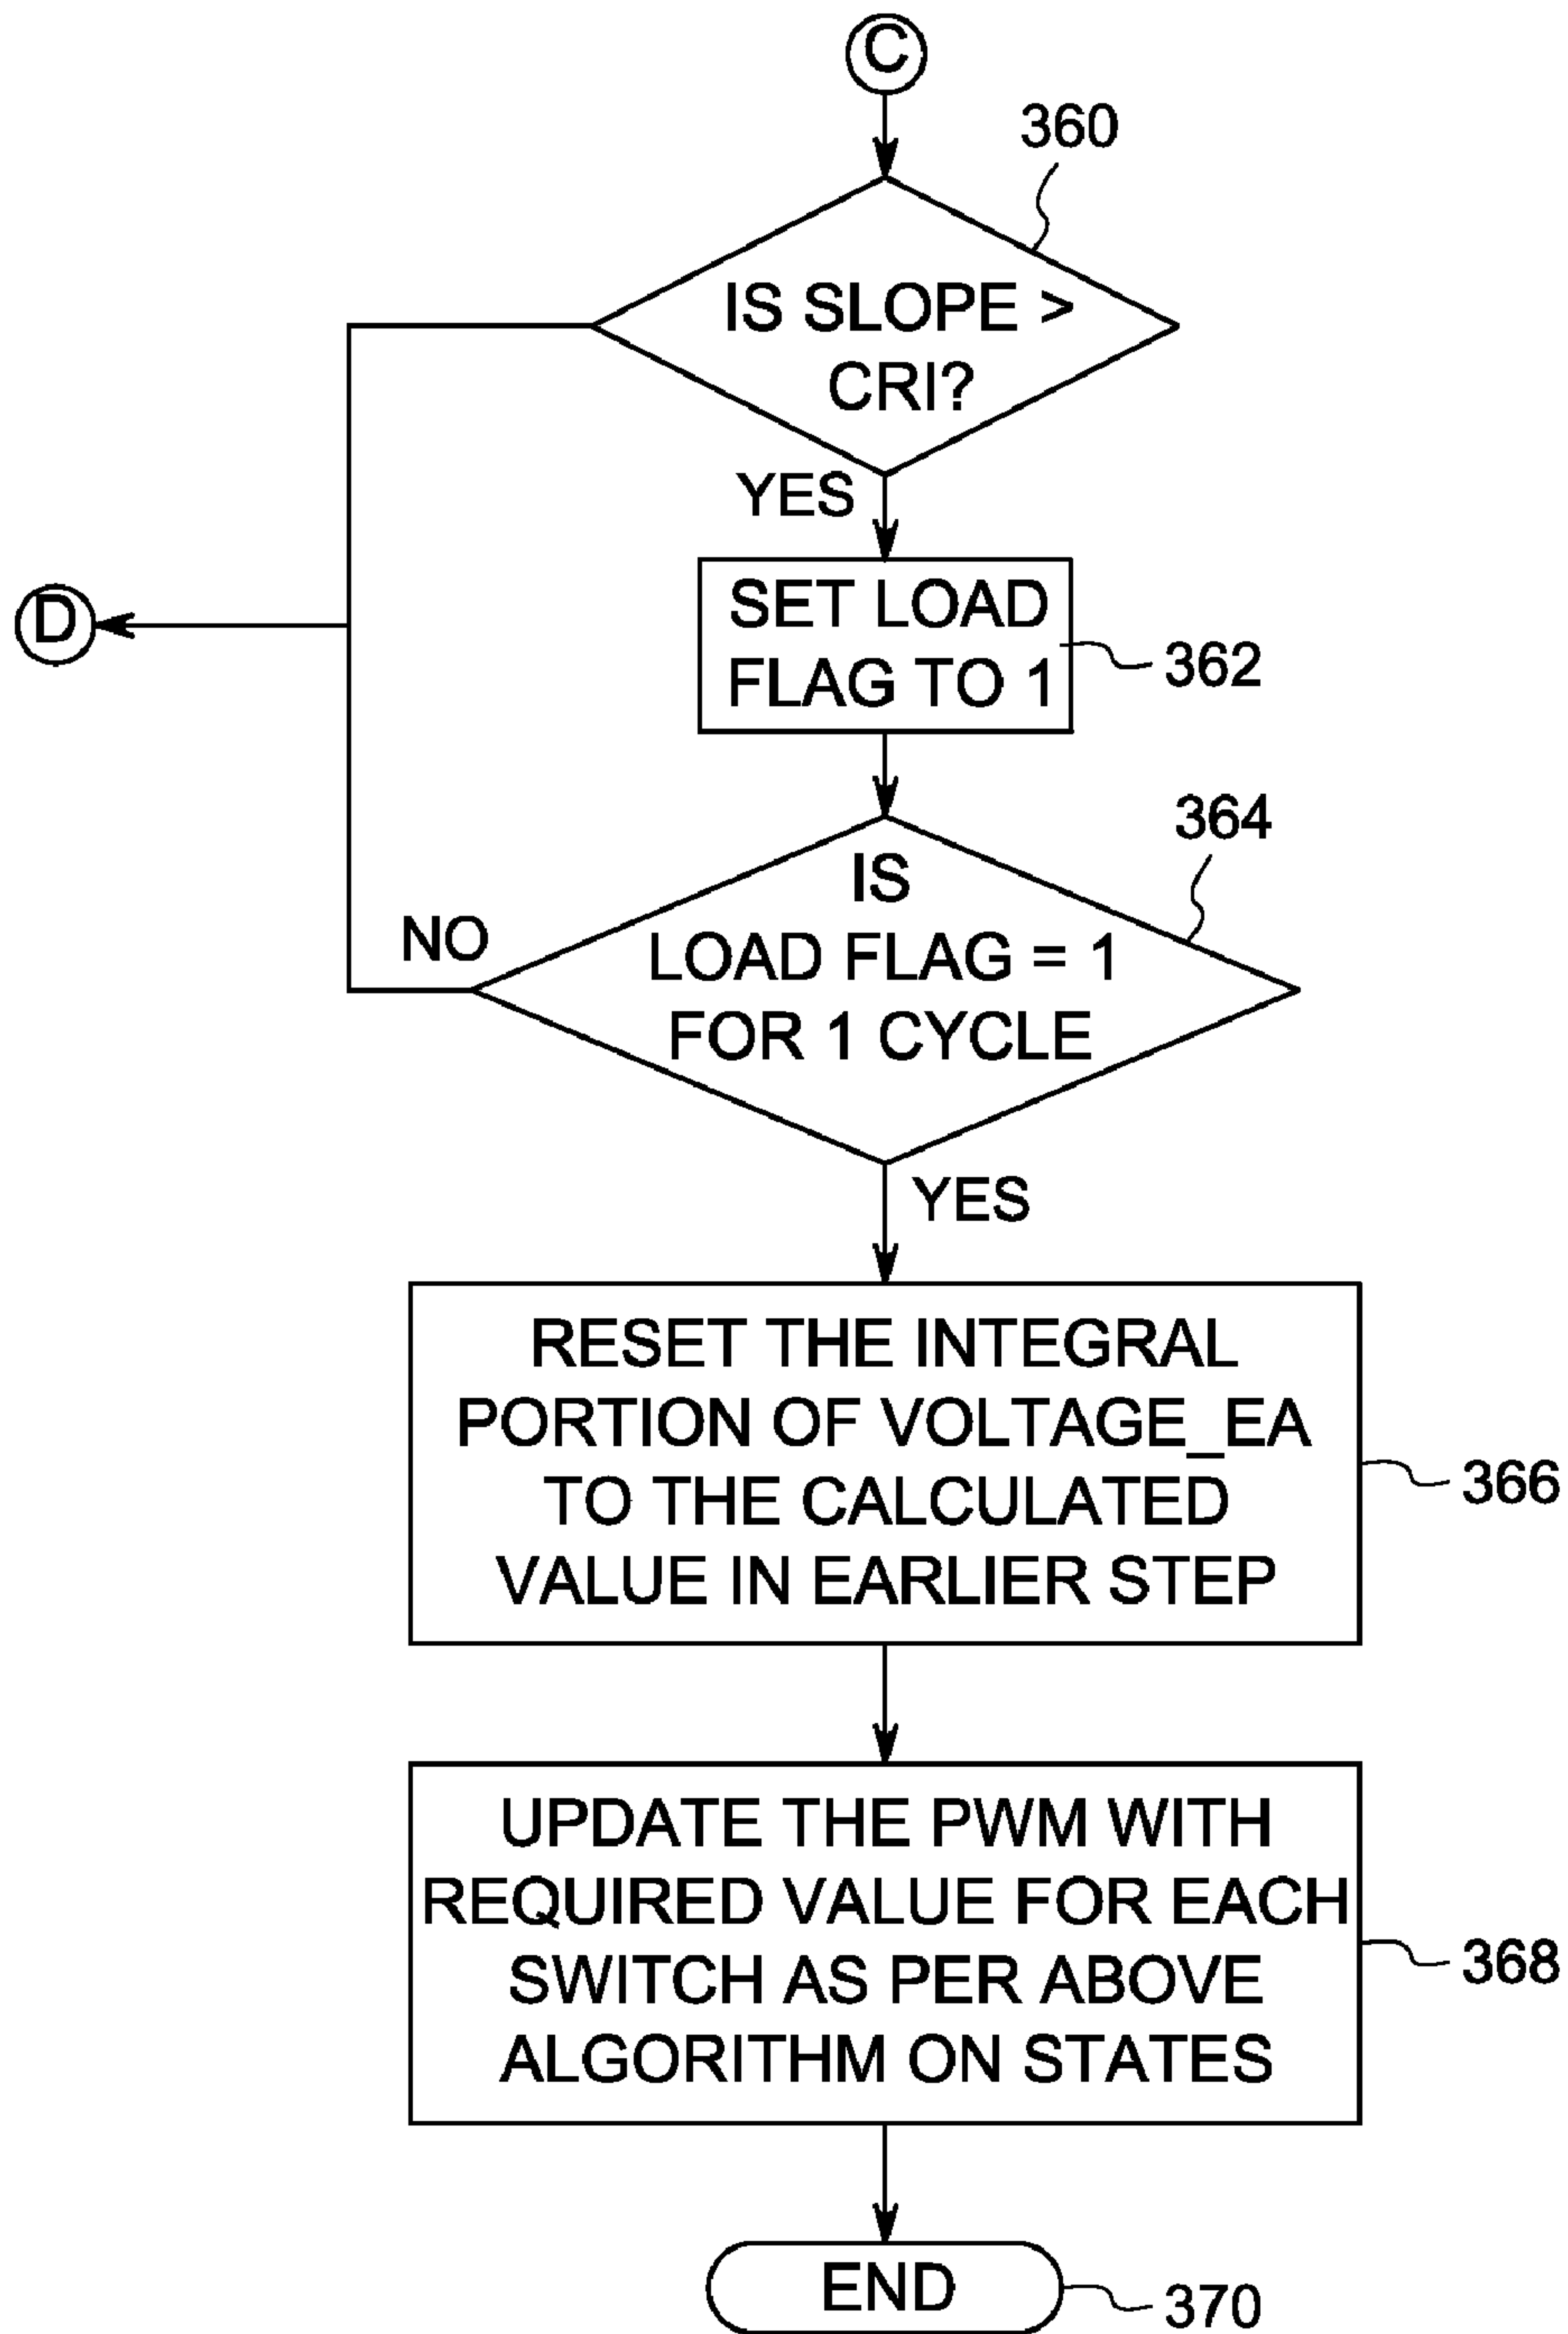 C
360
IS SLOPE >
CRI?
YES
SET LOAD
FLAG TO 1
D
362
364
IS
LOAD FLAG = 1
FOR 1 CYCLE
NO
YES
RESET THE INTEGRAL
PORTION OF VOLTAGE_EA
TO THE CALCULATED
VALUE IN EARLIER STEP
366
UPDATE THE PWM WITH
REQUIRED VALUE FOR EACH
SWITCH AS PER ABOVE
ALGORITHM ON STATES
368
END
370